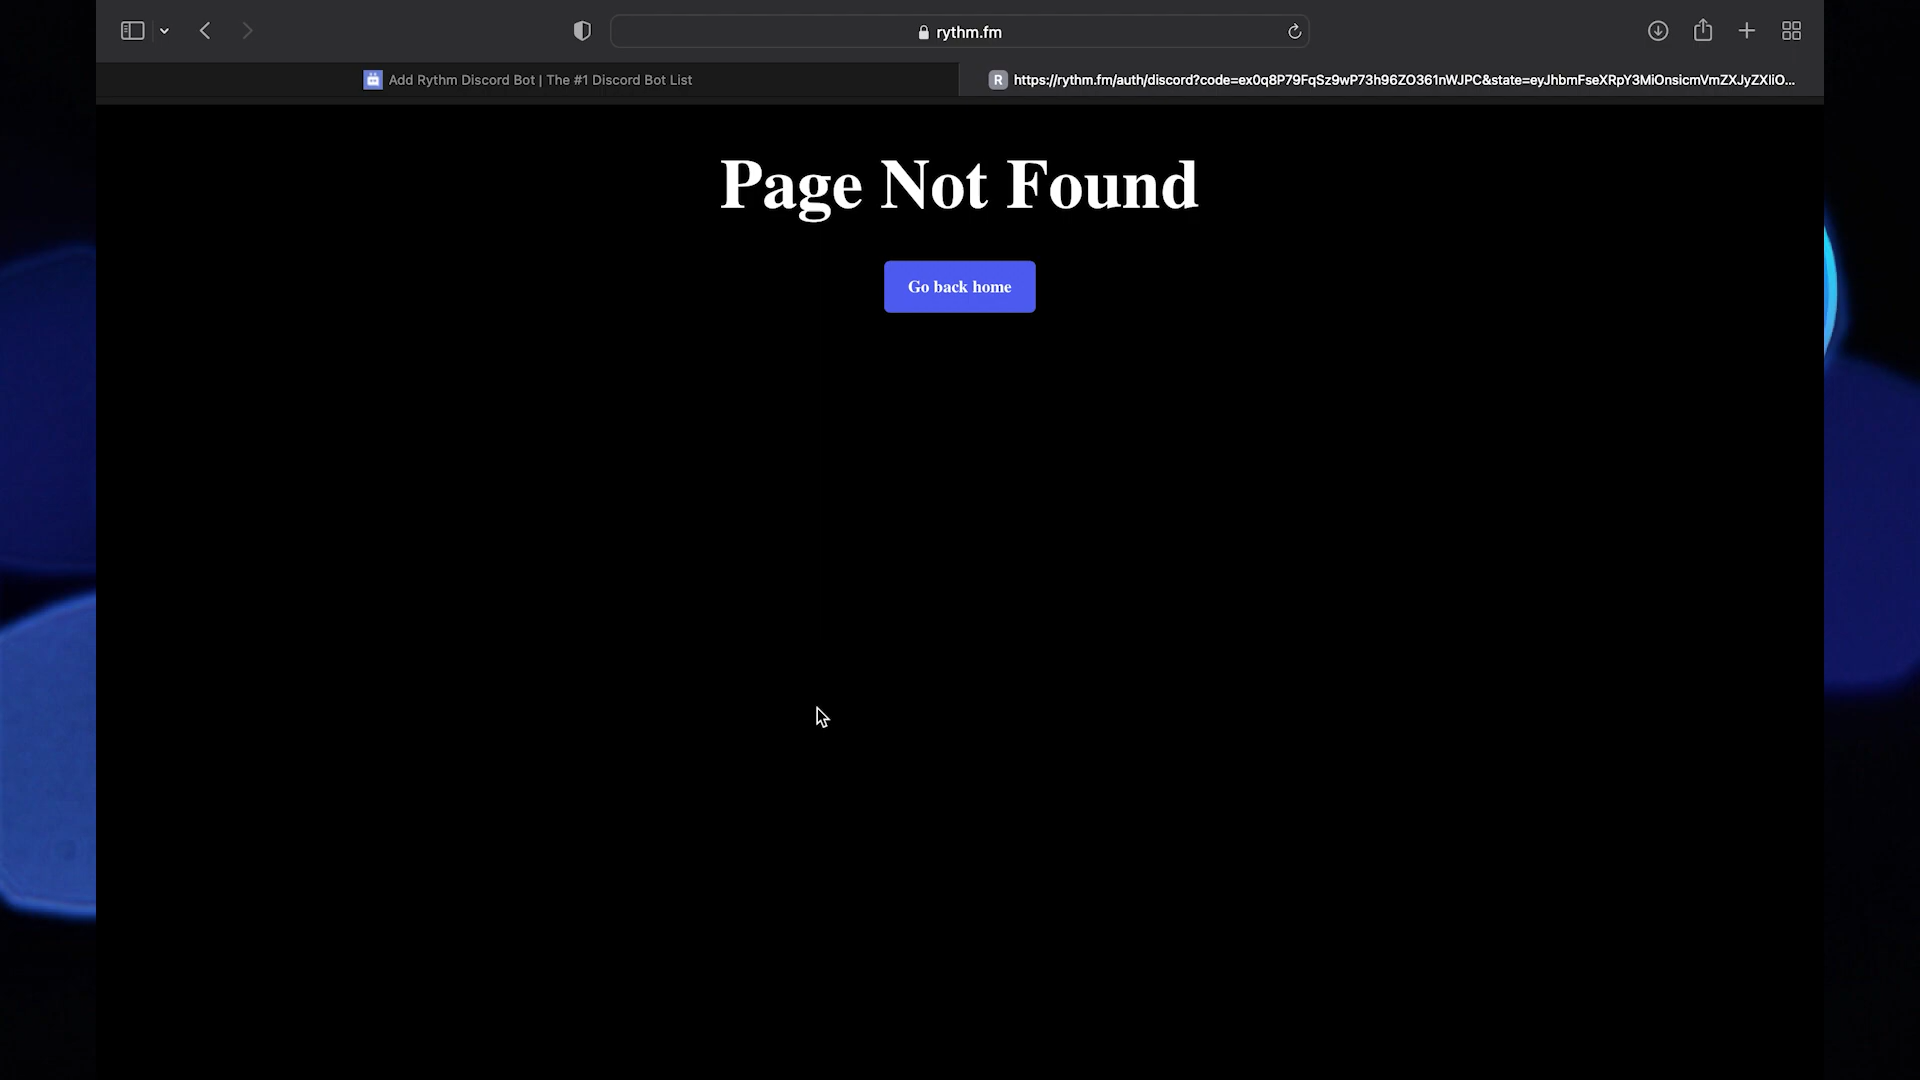 rythm.fm
Add Rythm Discord Bot | The #1 Discord Bot List
R https://rythm.fm/auth/discord?code=ex0q8P79FqSz9wP73h96ZO361nWJPC&state=eyJhbmFseXRpY3MiOnsicmVmZXJyZXIiO...
Page Not Found
Go back home